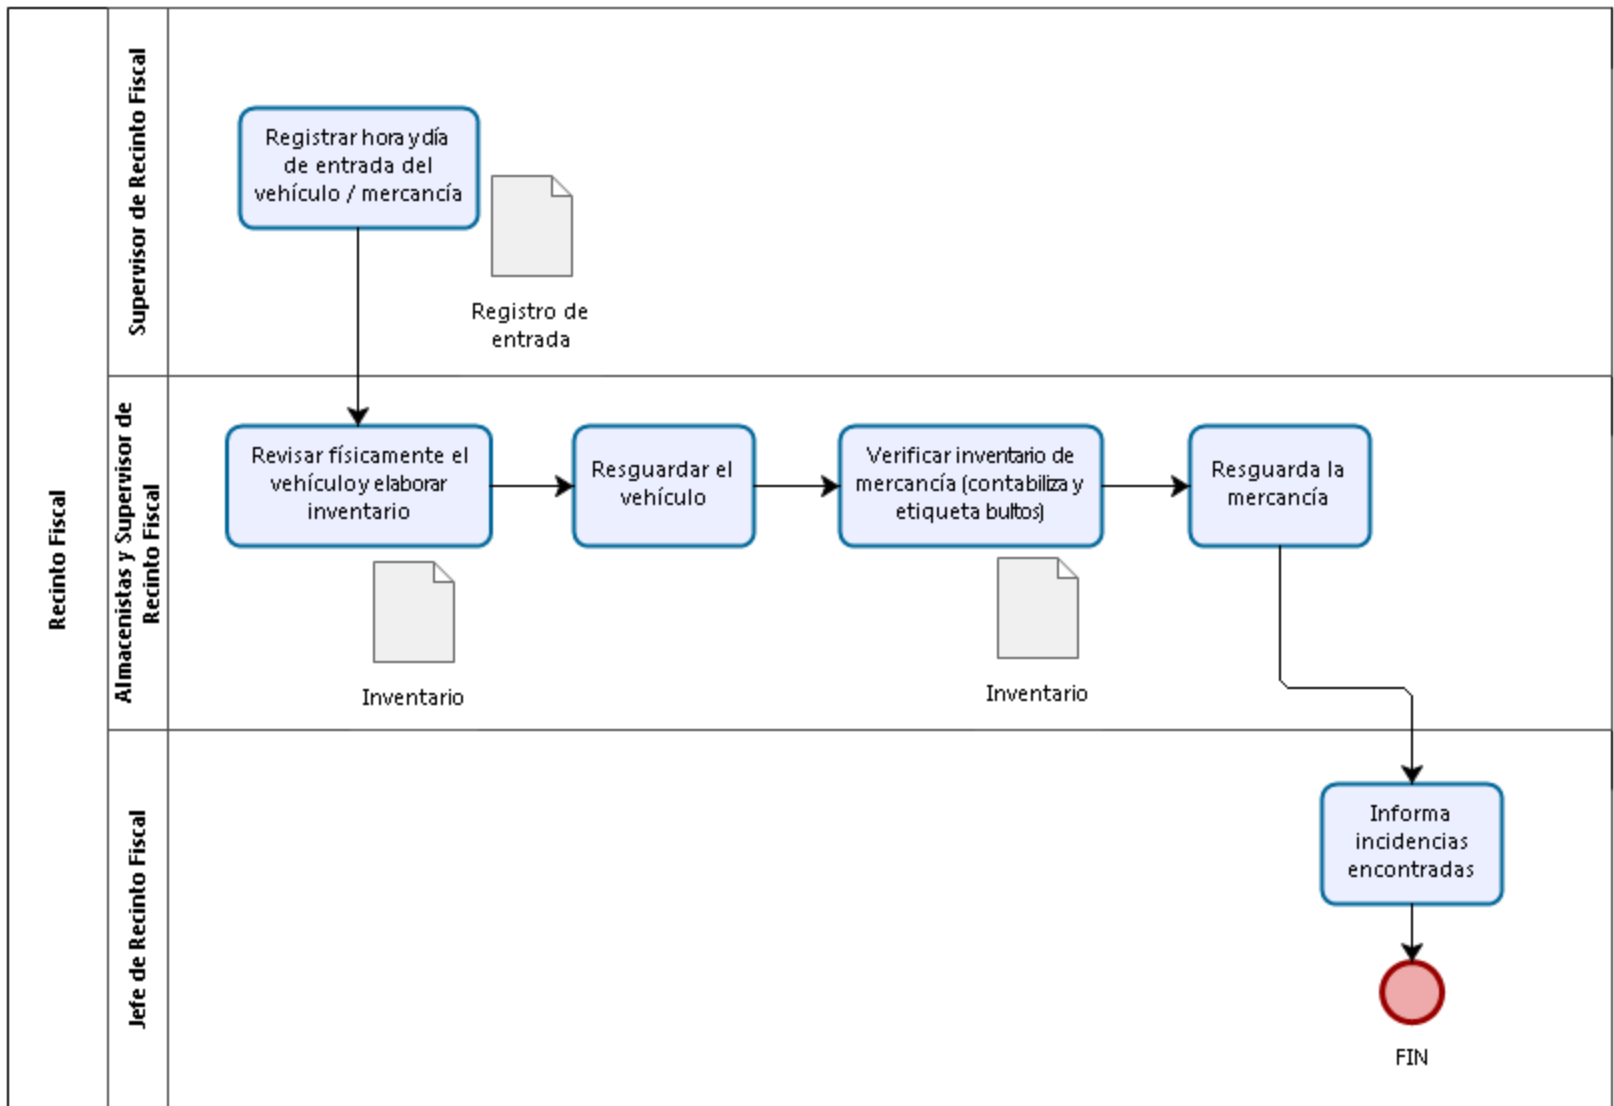 Recinto Fiscal
Supervisor de Recinto Fiscal
Registrar hora y día
de entrada del
vehículo / mercancía
Registro de
entrada
Almacenistas y Supervisor de
Recinto Fiscal
Revisar físicamente el
vehículo y elaborar
inventario
Inventario
Resguardar el
vehículo
Verificar inventario de
mercancía (contabiliza y
etiqueta bultos)
Inventario
Resguarda la
mercancía
Jefe de Recinto Fiscal
Informa
incidencias
encontradas
FIN